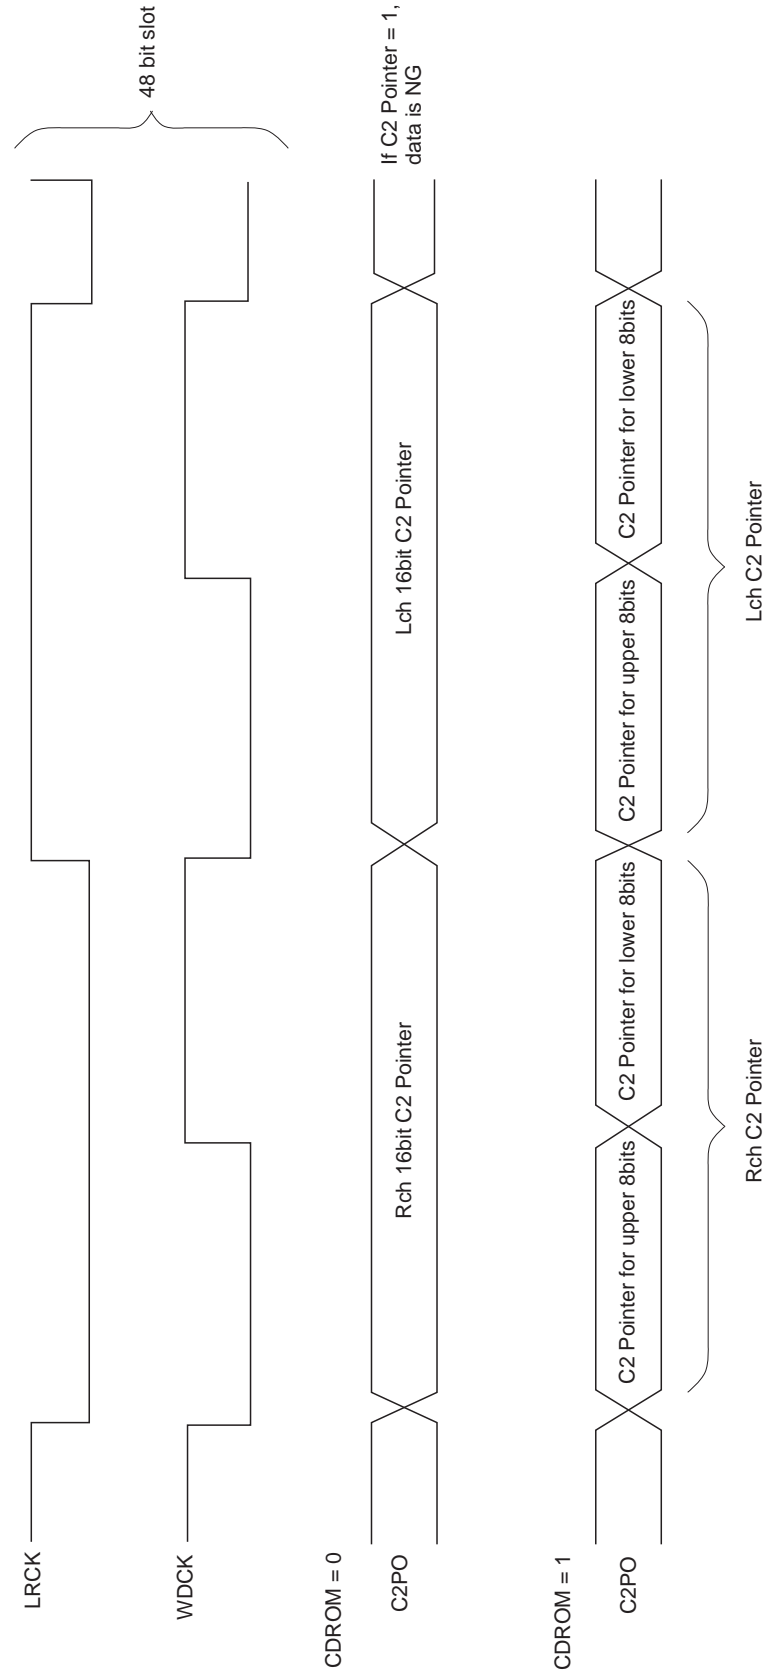 LRCK
48 bit slot
WDCK
CDROM = 0
C2PO
Rch 16bit C2 Pointer
Lch 16bit C2 Pointer
If C2 Pointer = 1,
data is NG
CDROM = 1
C2PO
C2 Pointer for upper 8bits
C2 Pointer for lower 8bits
C2 Pointer for upper 8bits
C2 Pointer for lower 8bits
Rch C2 Pointer
Lch C2 Pointer